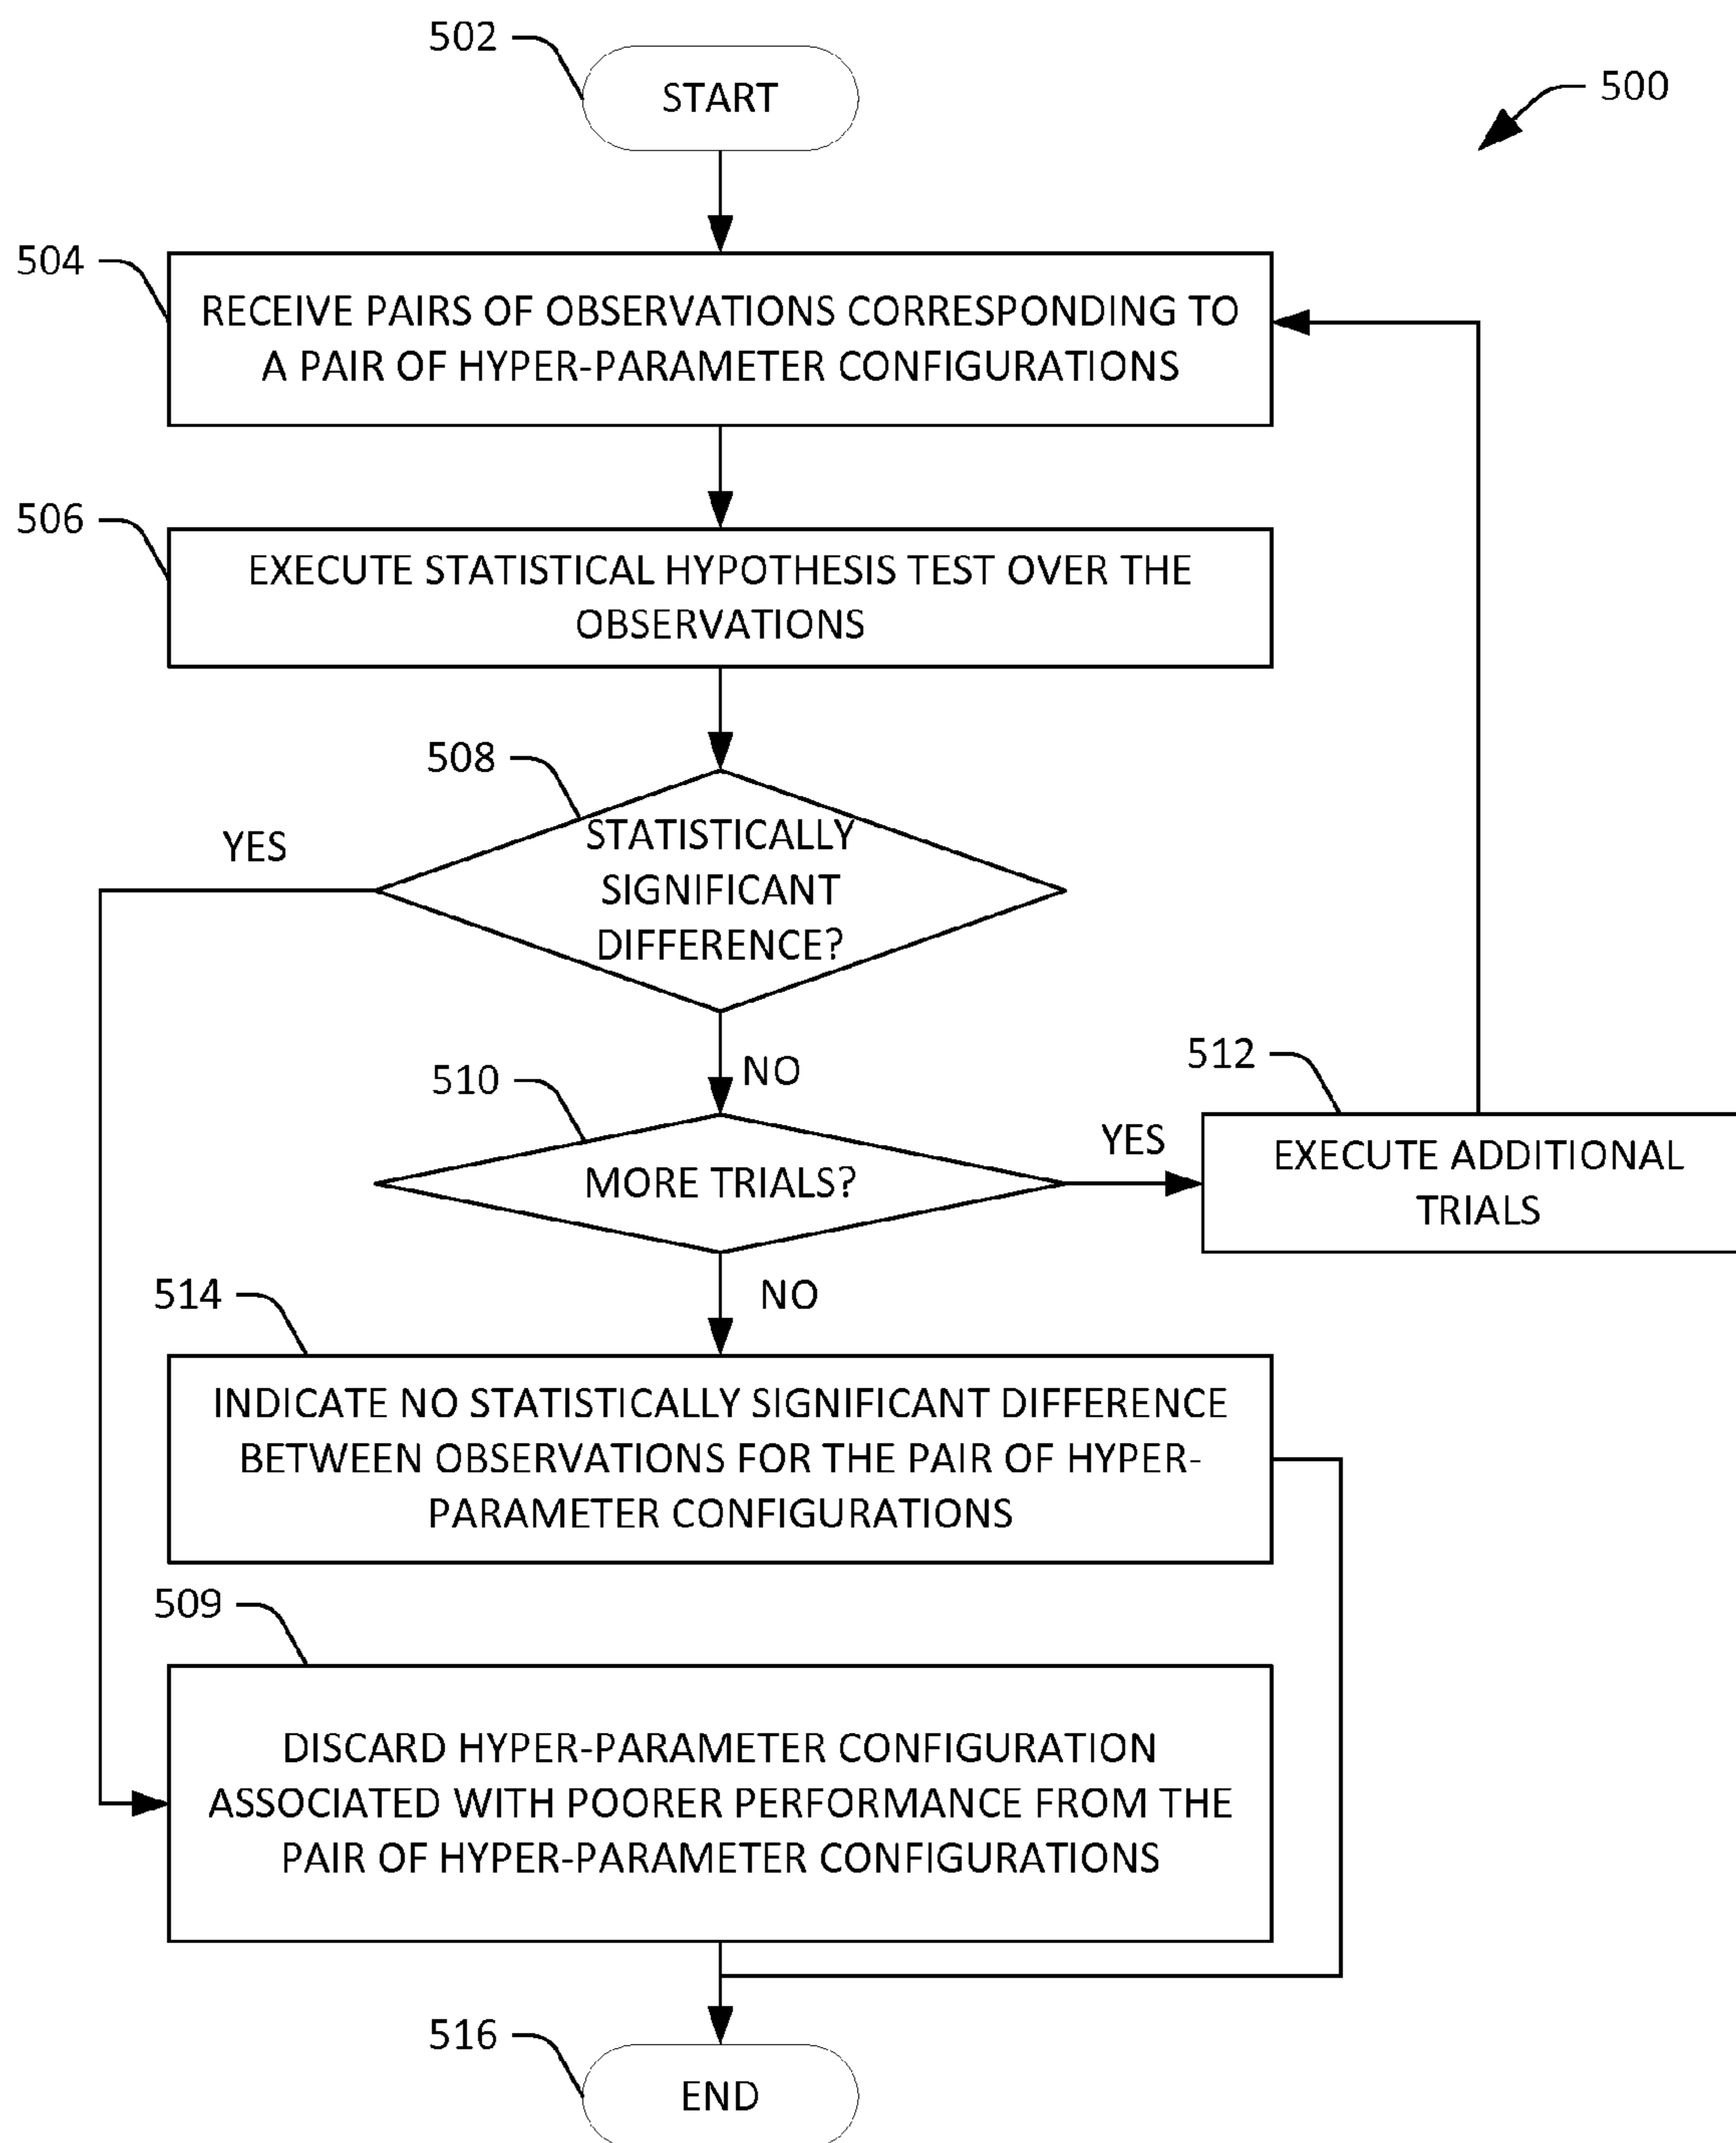 502
START
500
504
RECEIVE PAIRS OF OBSERVATIONS CORRESPONDING TO
A PAIR OF HYPER-PARAMETER CONFIGURATIONS
506
EXECUTE STATISTICAL HYPOTHESIS TEST OVER THE
OBSERVATIONS
508
YES
STATISTICALLY
SIGNIFICANT
DIFFERENCE?
NO
510
MORE TRIALS?
YES
512
EXECUTE ADDITIONAL
TRIALS
NO
514
INDICATE NO STATISTICALLY SIGNIFICANT DIFFERENCE
BETWEEN OBSERVATIONS FOR THE PAIR OF HYPER-
PARAMETER CONFIGURATIONS
509
DISCARD HYPER-PARAMETER CONFIGURATION
ASSOCIATED WITH POORER PERFORMANCE FROM THE
PAIR OF HYPER-PARAMETER CONFIGURATIONS
516
END